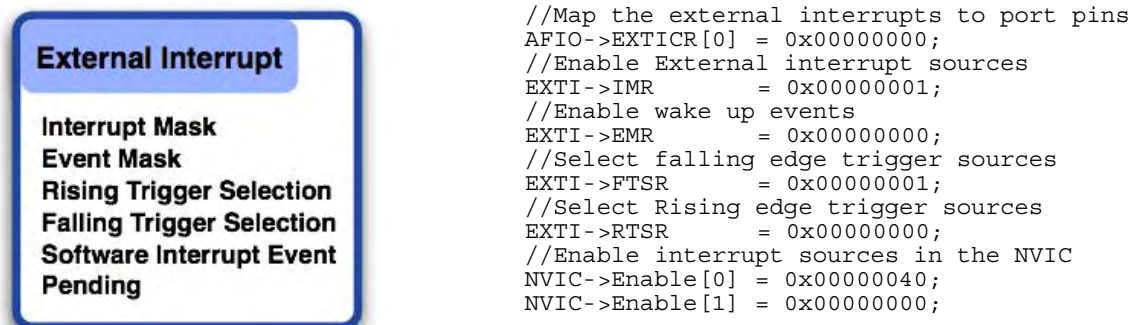 External Interrupt
Interrupt Mask
Event Mask
Rising Trigger Selection
Falling Trigger Selection
Software Interrupt Event
Pending
//Map the external interrupts to port pins
AFIO->EXTICR[0] = 0x00000000;
//Enable External interrupt sources
EXTI->IMR       = 0x00000001;
//Enable wake up events
EXTI->EMR       = 0x00000000;
//Select falling edge trigger sources
EXTI->FTSR      = 0x00000001;
//Select Rising edge trigger sources
EXTI->RTSR      = 0x00000000;
//Enable interrupt sources in the NVIC
NVIC->Enable[0] = 0x00000040;
NVIC->Enable[1] = 0x00000000;